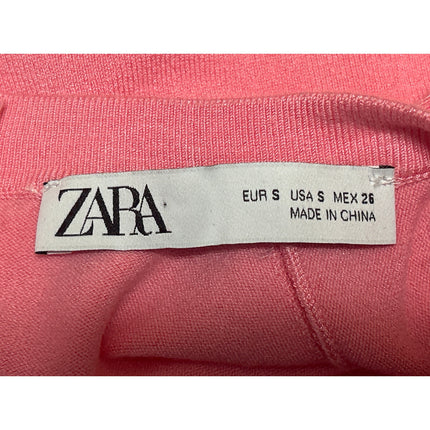 ZARA
EUR S USA S MEX 26
MADE IN CHINA